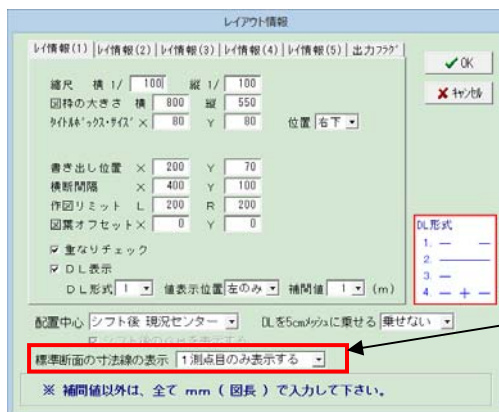 レイアウト情報
レイ情報(1) レイ情報(2) レイ情報(3) レイ情報(4) レイ情報(5) 出力フラグ
OK
キャンセル
縮尺 横 1/ 100 縦 1/ 100
図枠の大きさ 横 800 縦 550
タイトルボックス・サイズ X 80 Y 80 位置 右下
書き出し位置 X 200 Y 70
横断間隔 X 400 Y 100
作図リミット L 200 R 200
図葉オフセット X 0 Y 0
重なりチェック
DL表示
DL形式 1 値表示位置 左のみ 補間値 1 (m)
DL形式
1.
2.
3.
4.
配置中心 シフト後 現況センター DLを5cmメッシュに乗せる 乗せない
標準断面の寸法線の表示 1測点目のみ表示する
※ 補間値以外は、全て mm ( 図長 ) で入力して下さい。